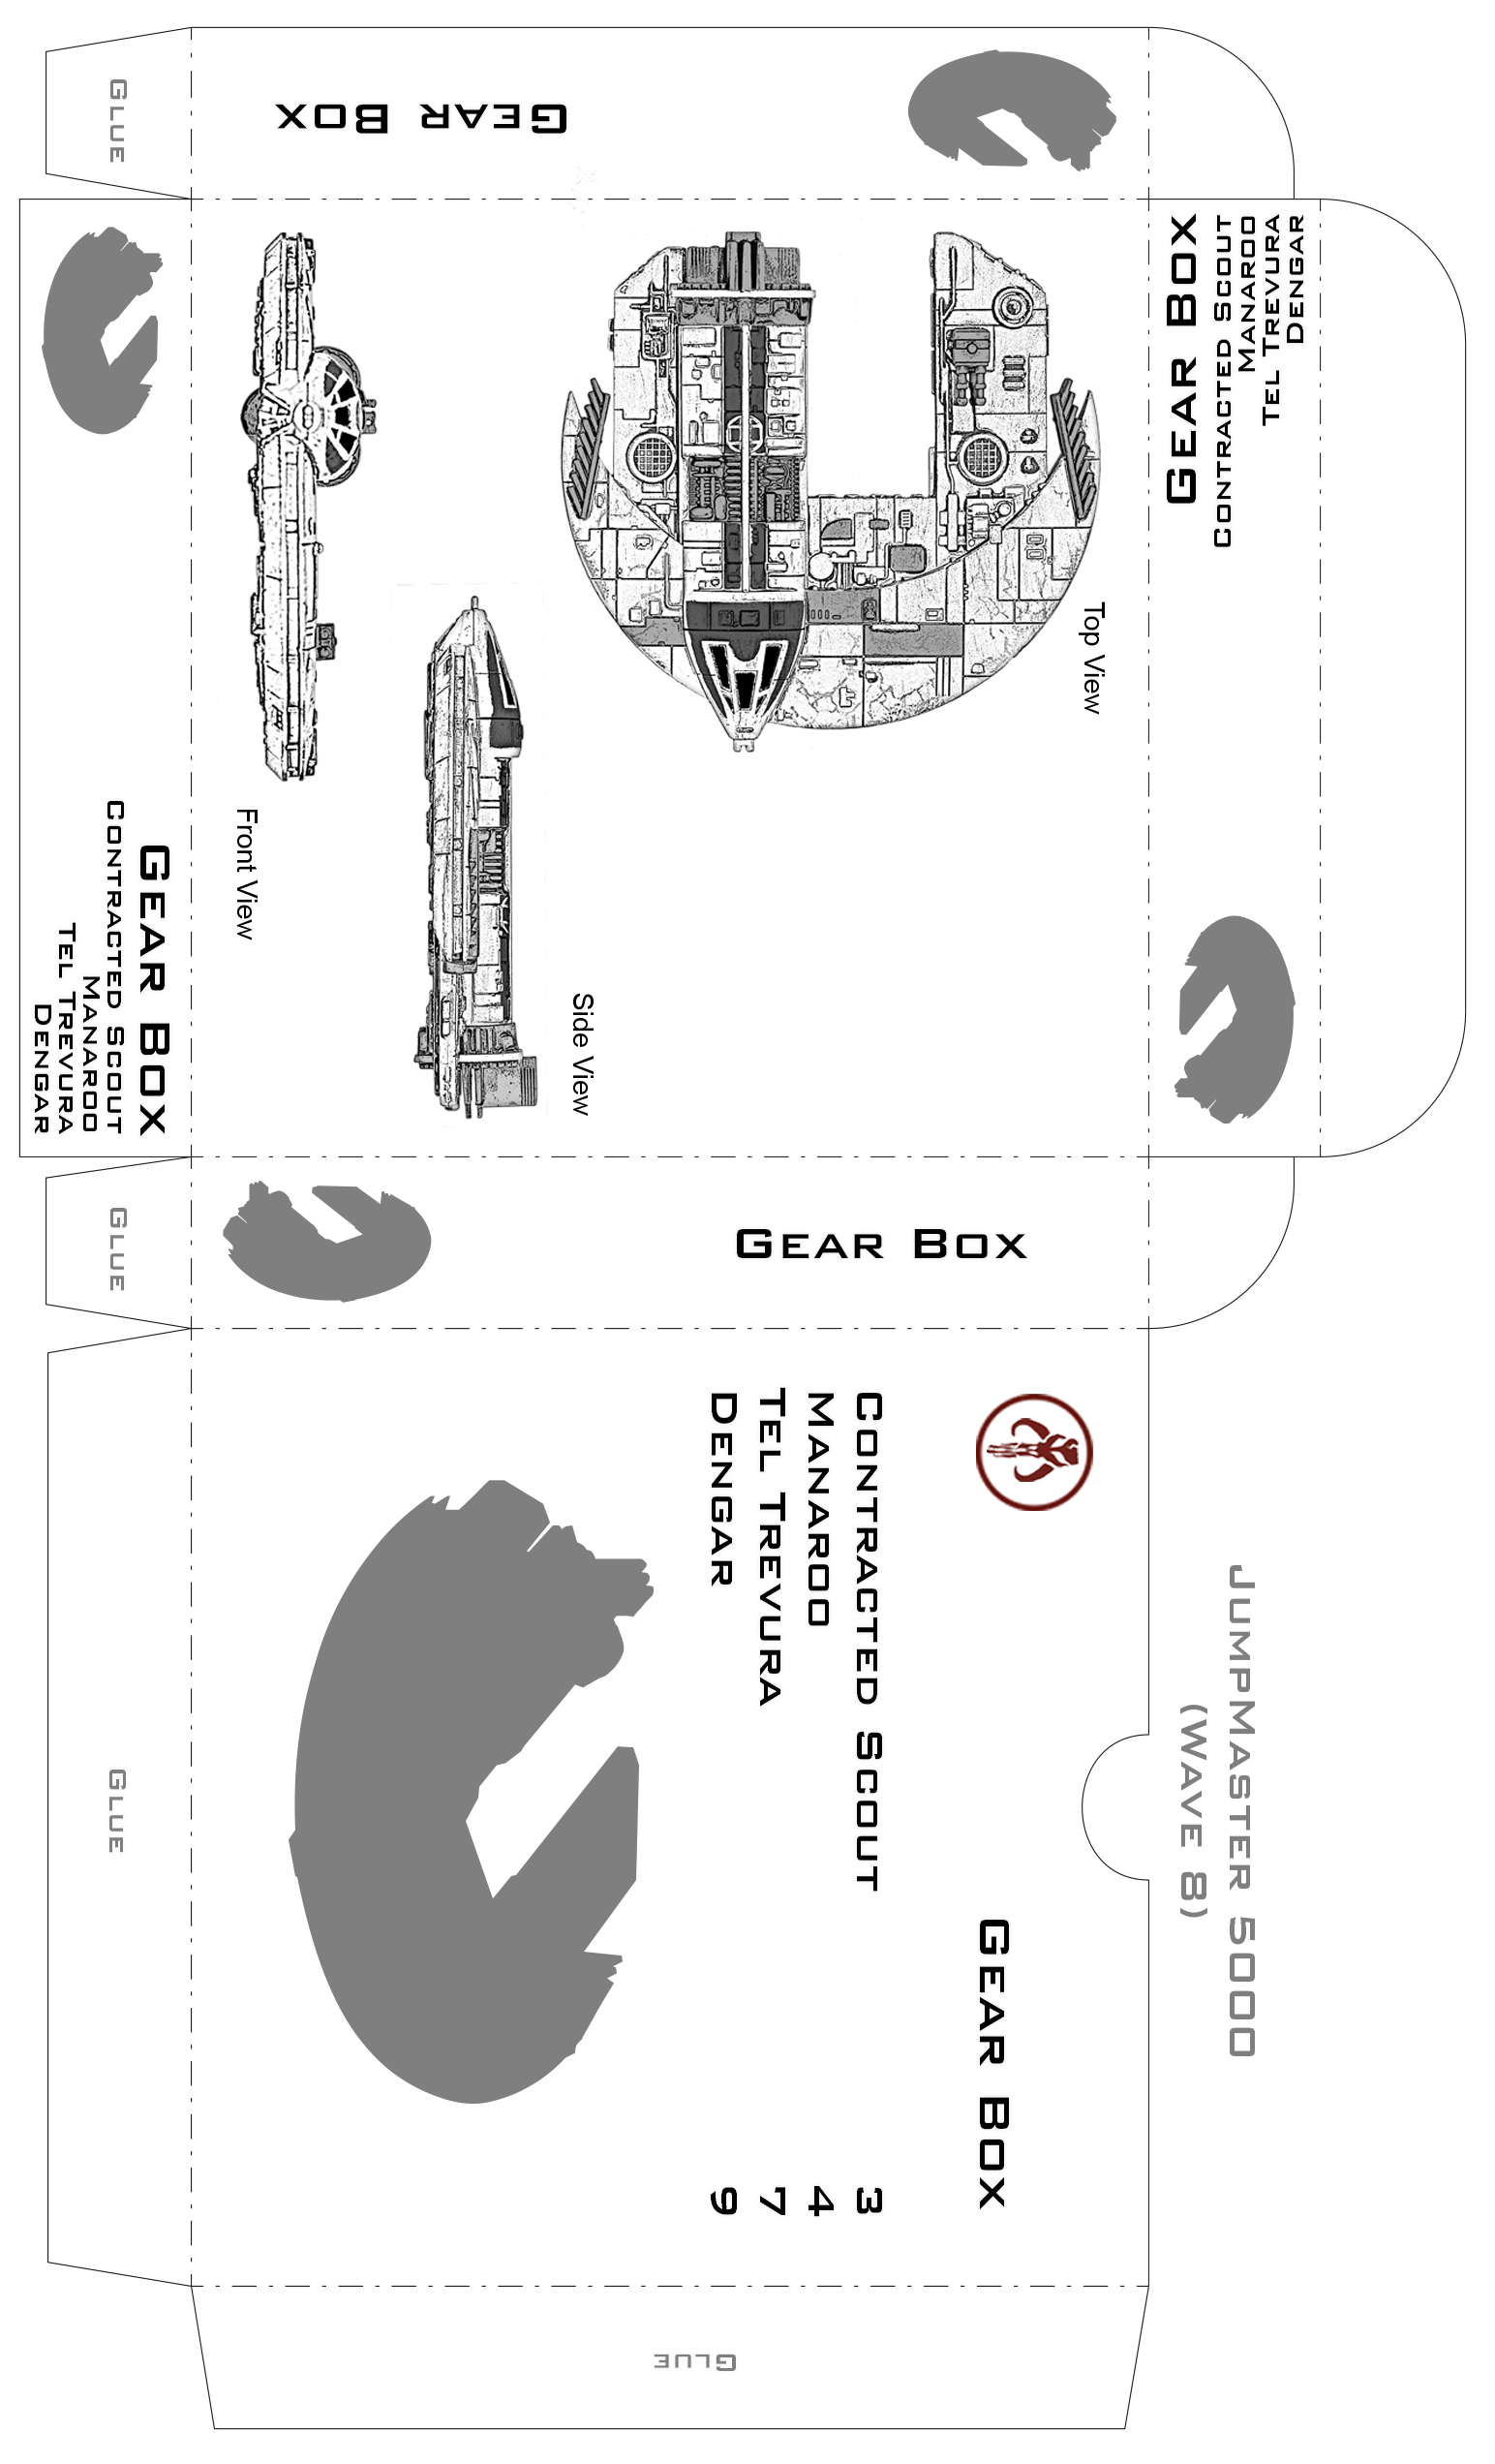 Glue
Gear Box
Gear Box
Contracted Scout
Manaroo
Tel Trevura
Dengar
Top View
Front View
Side View
Gear Box
Contracted Scout
Manaroo
Tel Trevura
Dengar
Glue
Gear Box
JumpMaster 5000
(Wave 8)
Gear Box
Contracted Scout 3
Manaroo 4
Tel Trevura 7
Dengar 9
Glue
Glue